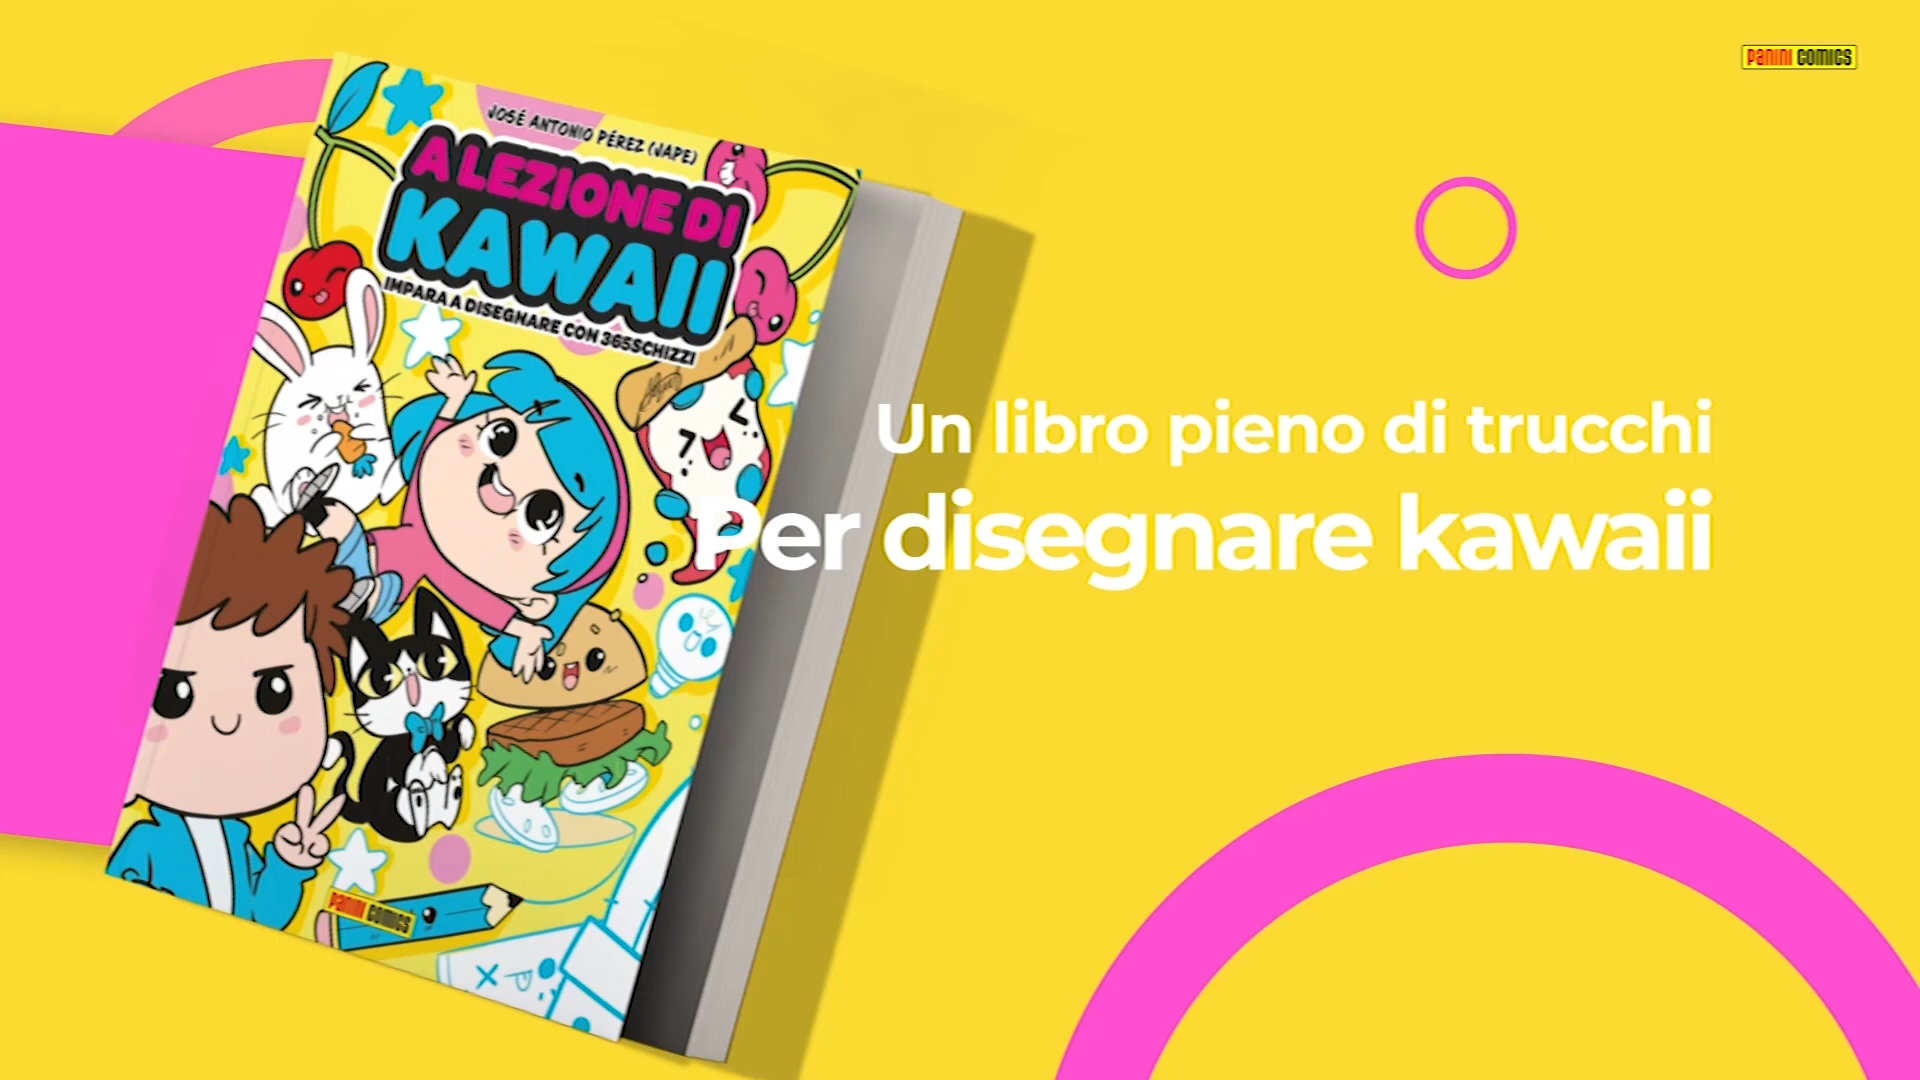 PANINI COMICS
JOSÉ ANTONIO PÉREZ (JAPE)
A LEZIONE DI
KAWAII
IMPARA A DISEGNARE CON 365SCHIZZI
Un libro pieno di trucchi
Per disegnare kawaii
PANINI COMICS